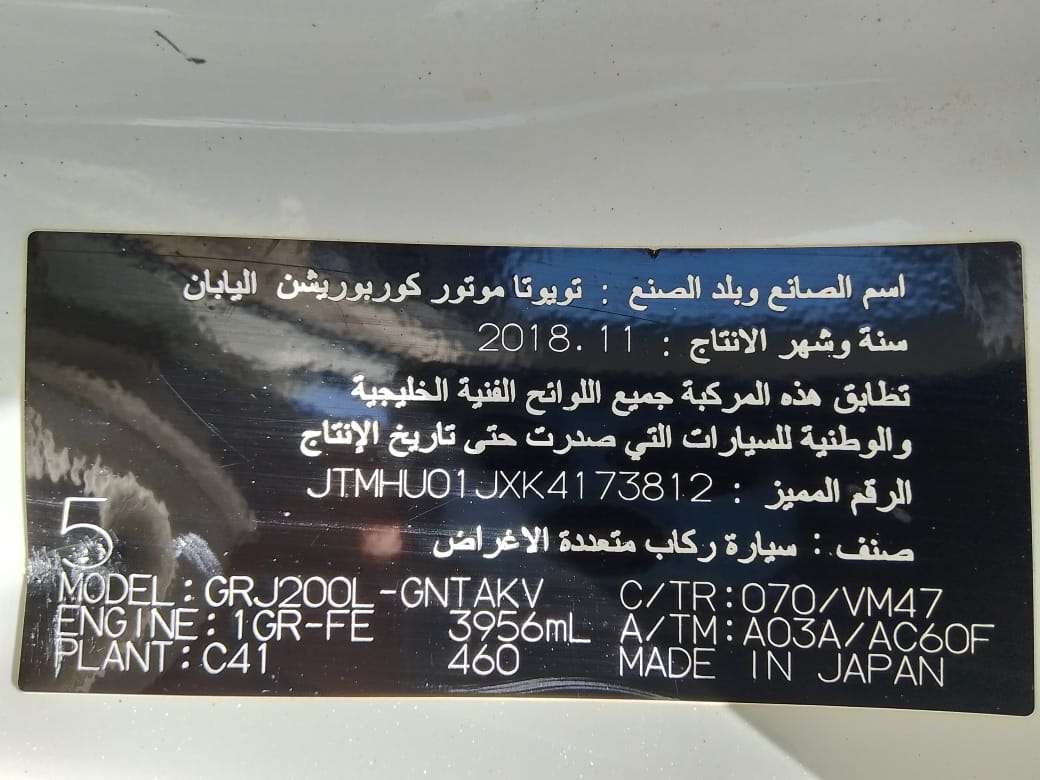 اسم الصانع وبلد الصنع : تويوتا موتور كوربوريشن اليابان
سنة وشهر الانتاج : 2018.11
تطابق هذه المركبة جميع اللوائح الفنية الخليجية
والوطنية للسيارات التي صدرت حتى تاريخ الإنتاج
الرقم المميز : JTMHU01JXK4173812
صنف : سيارة ركاب متعددة الاغراض
5
MODEL:GRJ200L-GNTAKV C/TR:070/VM47
ENGINE:1GR-FE 3956mL A/TM:A03A/AC60F
PLANT:C41 460 MADE IN JAPAN